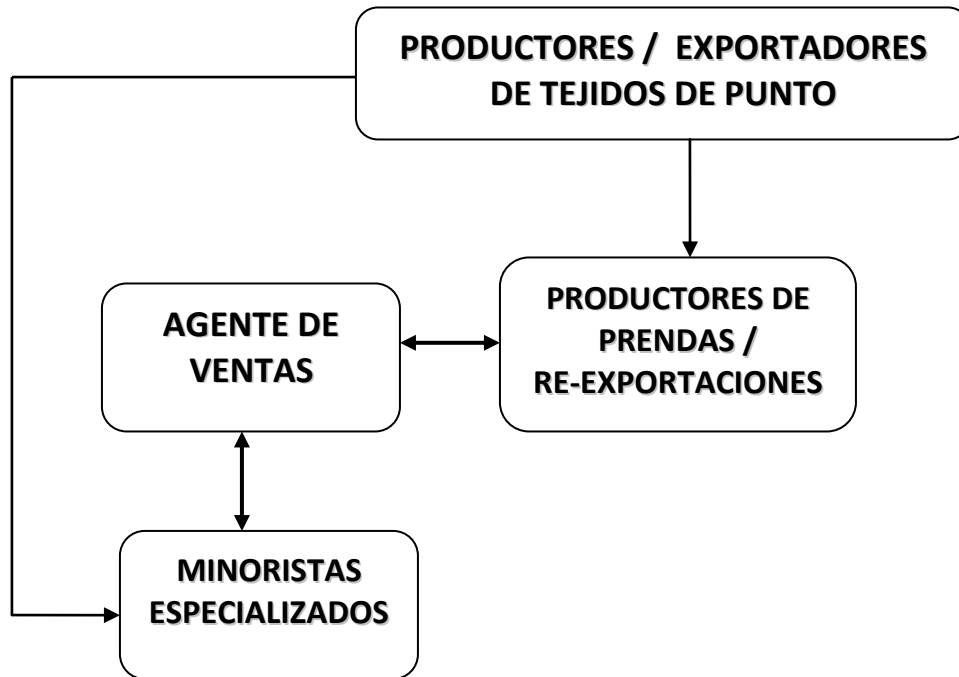 PRODUCTORES / EXPORTADORES
DE TEJIDOS DE PUNTO
AGENTE DE
VENTAS
PRODUCTORES DE
PRENDAS /
RE-EXPORTACIONES
MINORISTAS
ESPECIALIZADOS